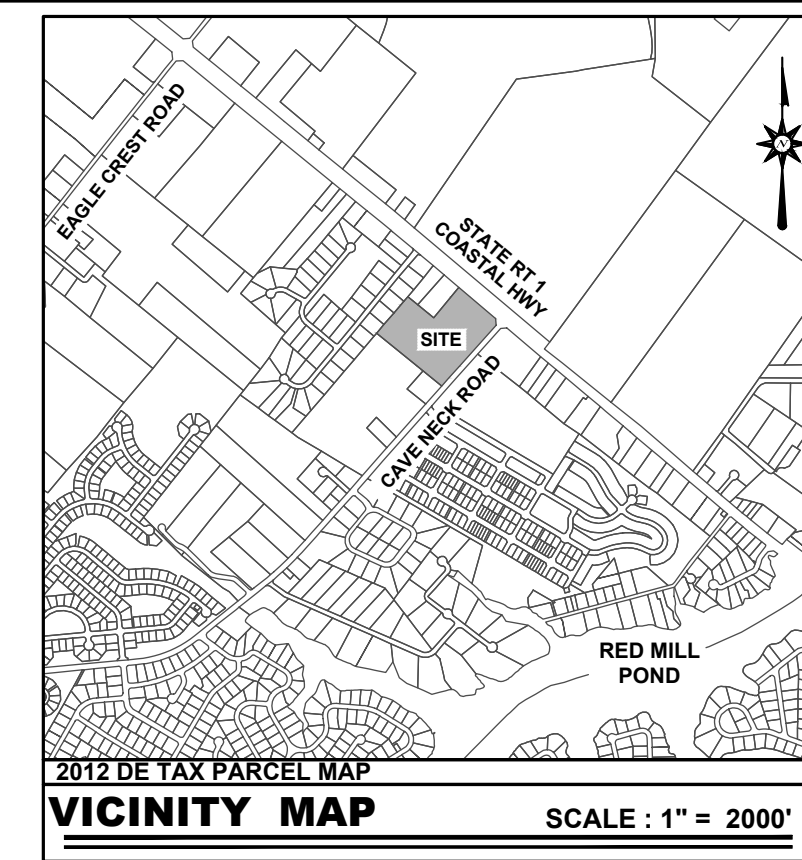 EAGLE CREST ROAD
N
STATE RT 1
COASTAL HWY
SITE
CAVE NECK ROAD
RED MILL
POND
2012 DE TAX PARCEL MAP
VICINITY MAP
SCALE : 1" = 2000'